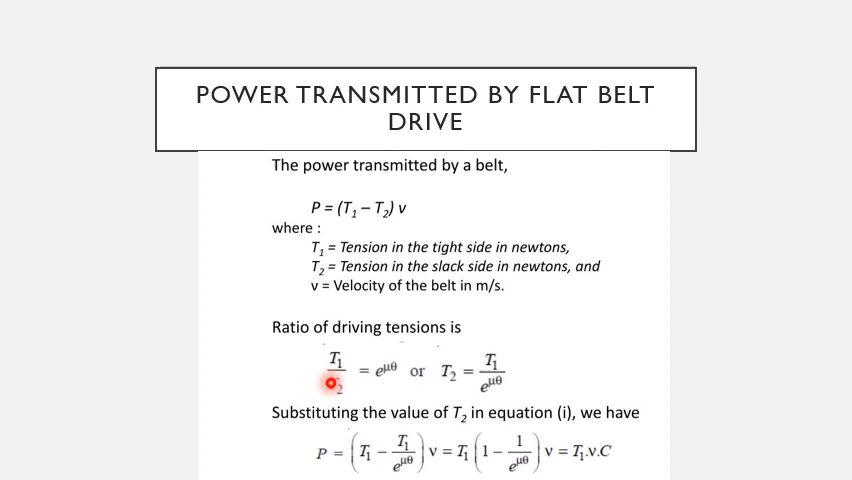 POWER TRANSMITTED BY FLAT BELT
DRIVE
The power transmitted by a belt,
P = (T₁ – T₂) v
where :
T₁ = Tension in the tight side in newtons,
T₂ = Tension in the slack side in newtons, and
v = Velocity of the belt in m/s.
Ratio of driving tensions is
T₁/T₂ = e^μθ or T₂ = T₁/e^μθ
Substituting the value of T₂ in equation (i), we have
P = (T₁ – T₁/e^μθ) v = T₁ (1 – 1/e^μθ) v = T₁.v.C